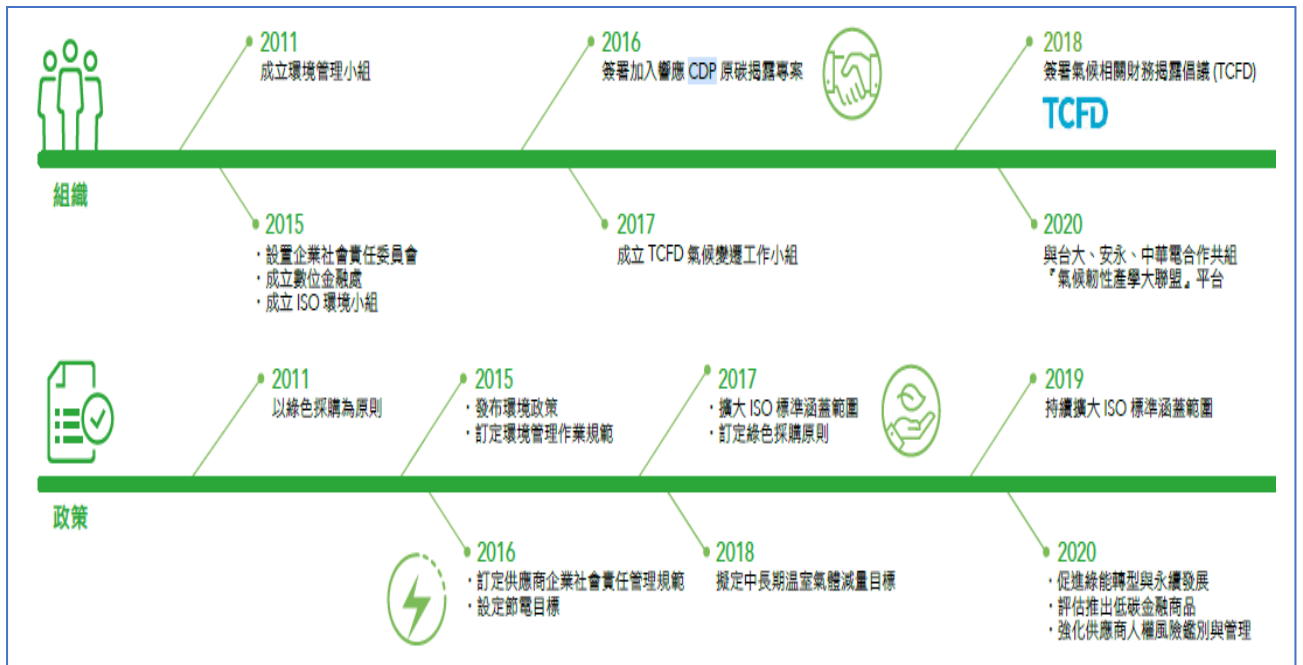 2011
成立環境管理小組
2016
簽署加入響應 CDP 原碳揭露專案
2018
簽署氣候相關財務揭露倡議 (TCFD)
TCFD
組織
2015
・設置企業社會責任委員會
・成立數位金融處
・成立 ISO 環境小組
2017
成立 TCFD 氣候變遷工作小組
2020
與台大、安永、中華電合作共組
『氣候韌性產學大聯盟』平台
2011
以綠色採購為原則
2015
・發布環境政策
・訂定環境管理作業規範
2017
・擴大 ISO 標準涵蓋範圍
・訂定綠色採購原則
2019
持續擴大 ISO 標準涵蓋範圍
政策
2016
・訂定供應商企業社會責任管理規範
・設定節電目標
2018
擬定中長期溫室氣體減量目標
2020
・促進綠能轉型與永續發展
・評估推出低碳金融商品
・強化供應商人權風險鑑別與管理